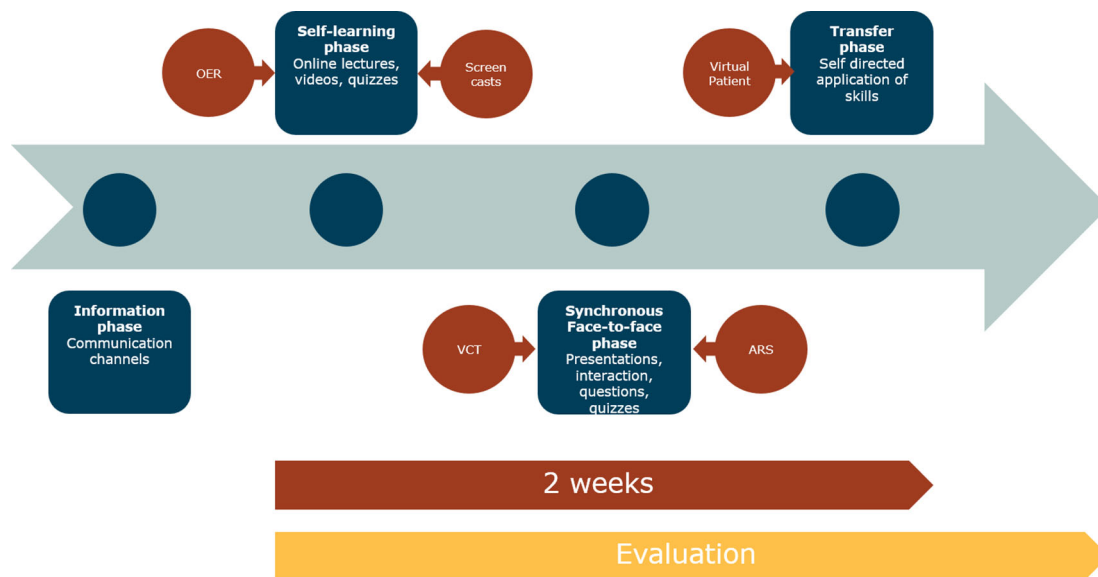 OER
Self-learning
phase
Online lectures,
videos, quizzes
Screen
casts
Virtual
Patient
Transfer
phase
Self directed
application of
skills
Information
phase
Communication
channels
VCT
Synchronous
Face-to-face
phase
Presentations,
interaction,
questions,
quizzes
ARS
2 weeks
Evaluation